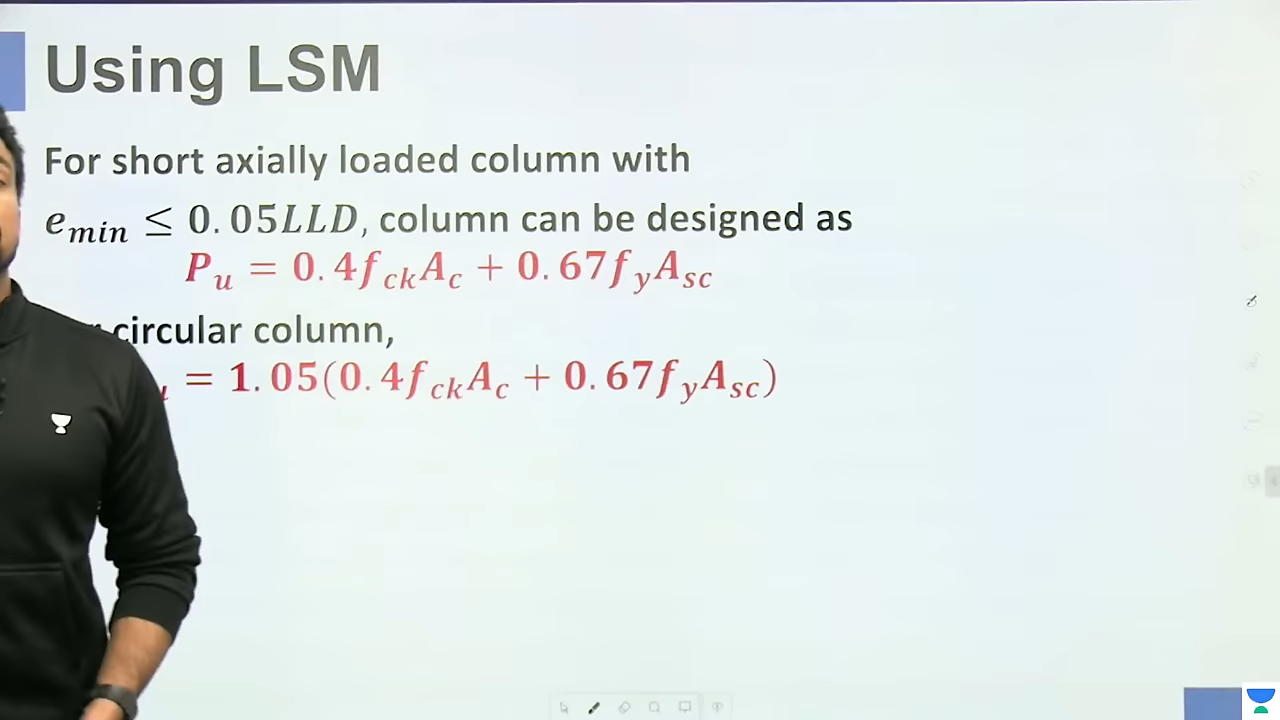 Using LSM
For short axially loaded column with
e_min ≤ 0.05LLD, column can be designed as
P_u = 0.4f_ck A_c + 0.67f_y A_sc
circular column,
= 1.05(0.4f_ck A_c + 0.67f_y A_sc)